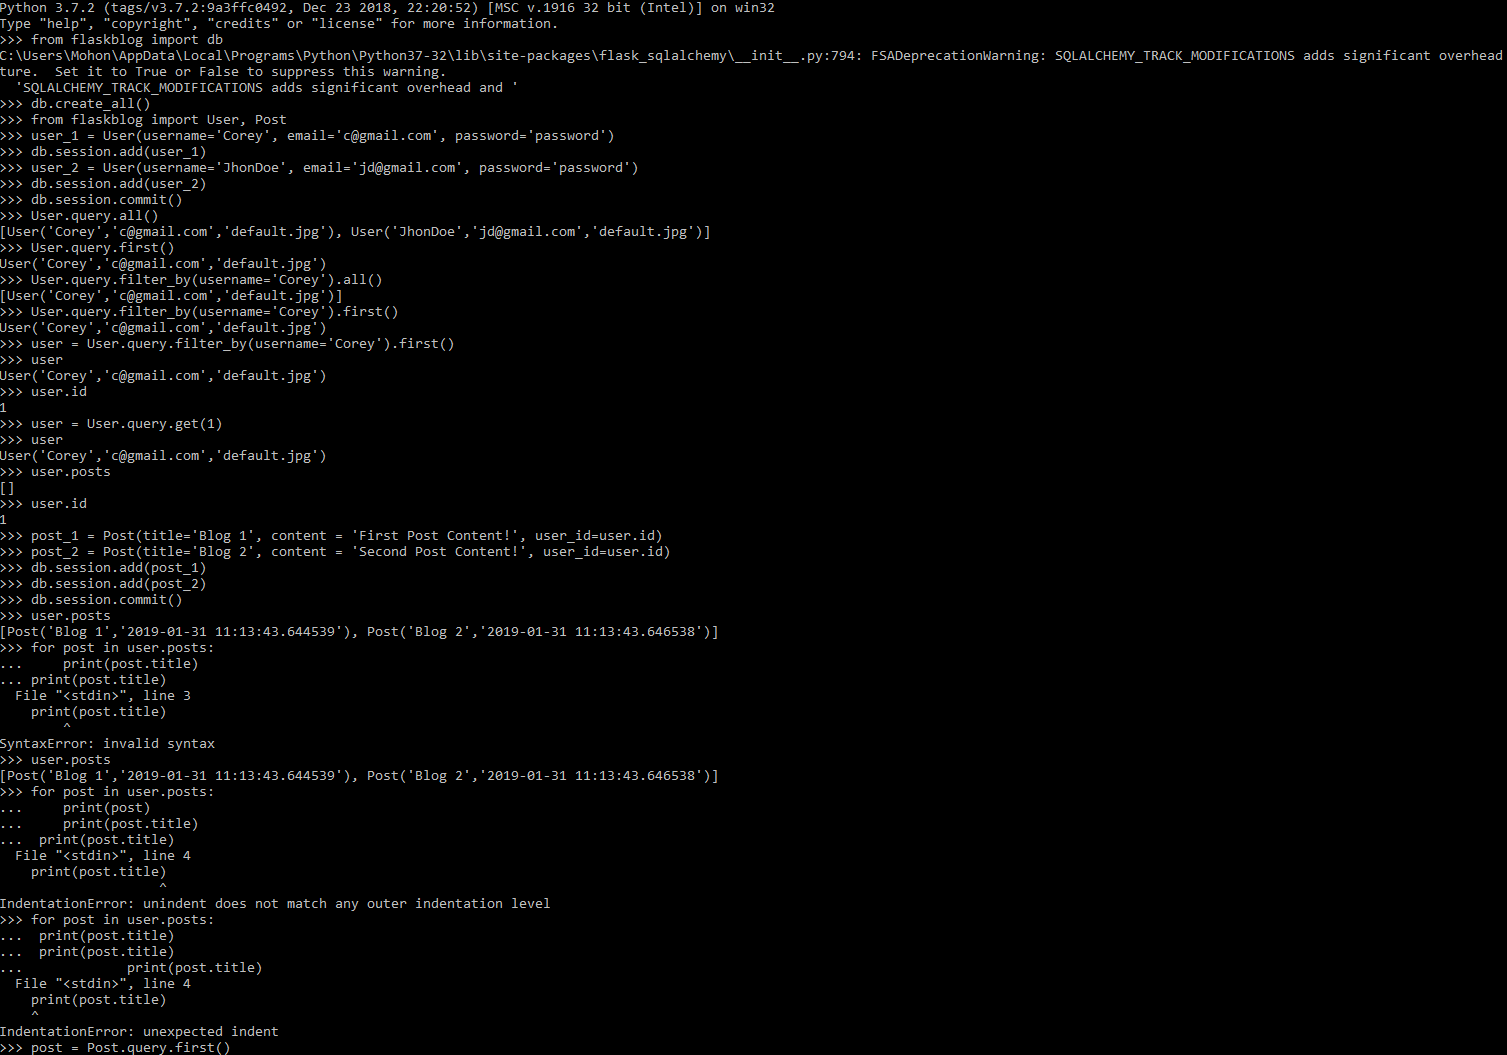 Python 3.7.2 (tags/v3.7.2:9a3ffc0492, Dec 23 2018, 22:20:52) [MSC v.1916 32 bit (Intel)] on win32
Type "help", "copyright", "credits" or "license" for more information.
>>> from flaskblog import db
C:\Users\Mohon\AppData\Local\Programs\Python\Python37-32\lib\site-packages\flask_sqlalchemy\__init__.py:794: FSADeprecationWarning: SQLALCHEMY_TRACK_MODIFICATIONS adds significant overhead
ture.  Set it to True or False to suppress this warning.
  'SQLALCHEMY_TRACK_MODIFICATIONS adds significant overhead and '
>>> db.create_all()
>>> from flaskblog import User, Post
>>> user_1 = User(username='Corey', email='c@gmail.com', password='password')
>>> db.session.add(user_1)
>>> user_2 = User(username='JhonDoe', email='jd@gmail.com', password='password')
>>> db.session.add(user_2)
>>> db.session.commit()
>>> User.query.all()
[User('Corey','c@gmail.com','default.jpg'), User('JhonDoe','jd@gmail.com','default.jpg')]
>>> User.query.first()
User('Corey','c@gmail.com','default.jpg')
>>> User.query.filter_by(username='Corey').all()
[User('Corey','c@gmail.com','default.jpg')]
>>> User.query.filter_by(username='Corey').first()
User('Corey','c@gmail.com','default.jpg')
>>> user = User.query.filter_by(username='Corey').first()
>>> user
User('Corey','c@gmail.com','default.jpg')
>>> user.id
1
>>> user = User.query.get(1)
>>> user
User('Corey','c@gmail.com','default.jpg')
>>> user.posts
[]
>>> user.id
1
>>> post_1 = Post(title='Blog 1', content = 'First Post Content!', user_id=user.id)
>>> post_2 = Post(title='Blog 2', content = 'Second Post Content!', user_id=user.id)
>>> db.session.add(post_1)
>>> db.session.add(post_2)
>>> db.session.commit()
>>> user.posts
[Post('Blog 1','2019-01-31 11:13:43.644539'), Post('Blog 2','2019-01-31 11:13:43.646538')]
>>> for post in user.posts:
...     print(post.title)
... print(post.title)
  File "<stdin>", line 3
    print(post.title)
        ^
SyntaxError: invalid syntax
>>> user.posts
[Post('Blog 1','2019-01-31 11:13:43.644539'), Post('Blog 2','2019-01-31 11:13:43.646538')]
>>> for post in user.posts:
...     print(post)
...     print(post.title)
...  print(post.title)
  File "<stdin>", line 4
    print(post.title)
                    ^
IndentationError: unindent does not match any outer indentation level
>>> for post in user.posts:
...  print(post.title)
...  print(post.title)
...             print(post.title)
  File "<stdin>", line 4
    print(post.title)
    ^
IndentationError: unexpected indent
>>> post = Post.query.first()